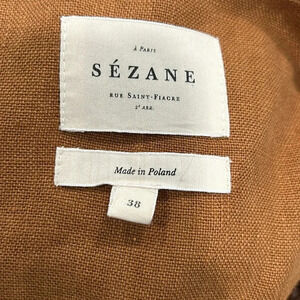 À PARIS
SÉZANE
RUE SAINT-FIACRE
2E ARR.
Made in Poland
38